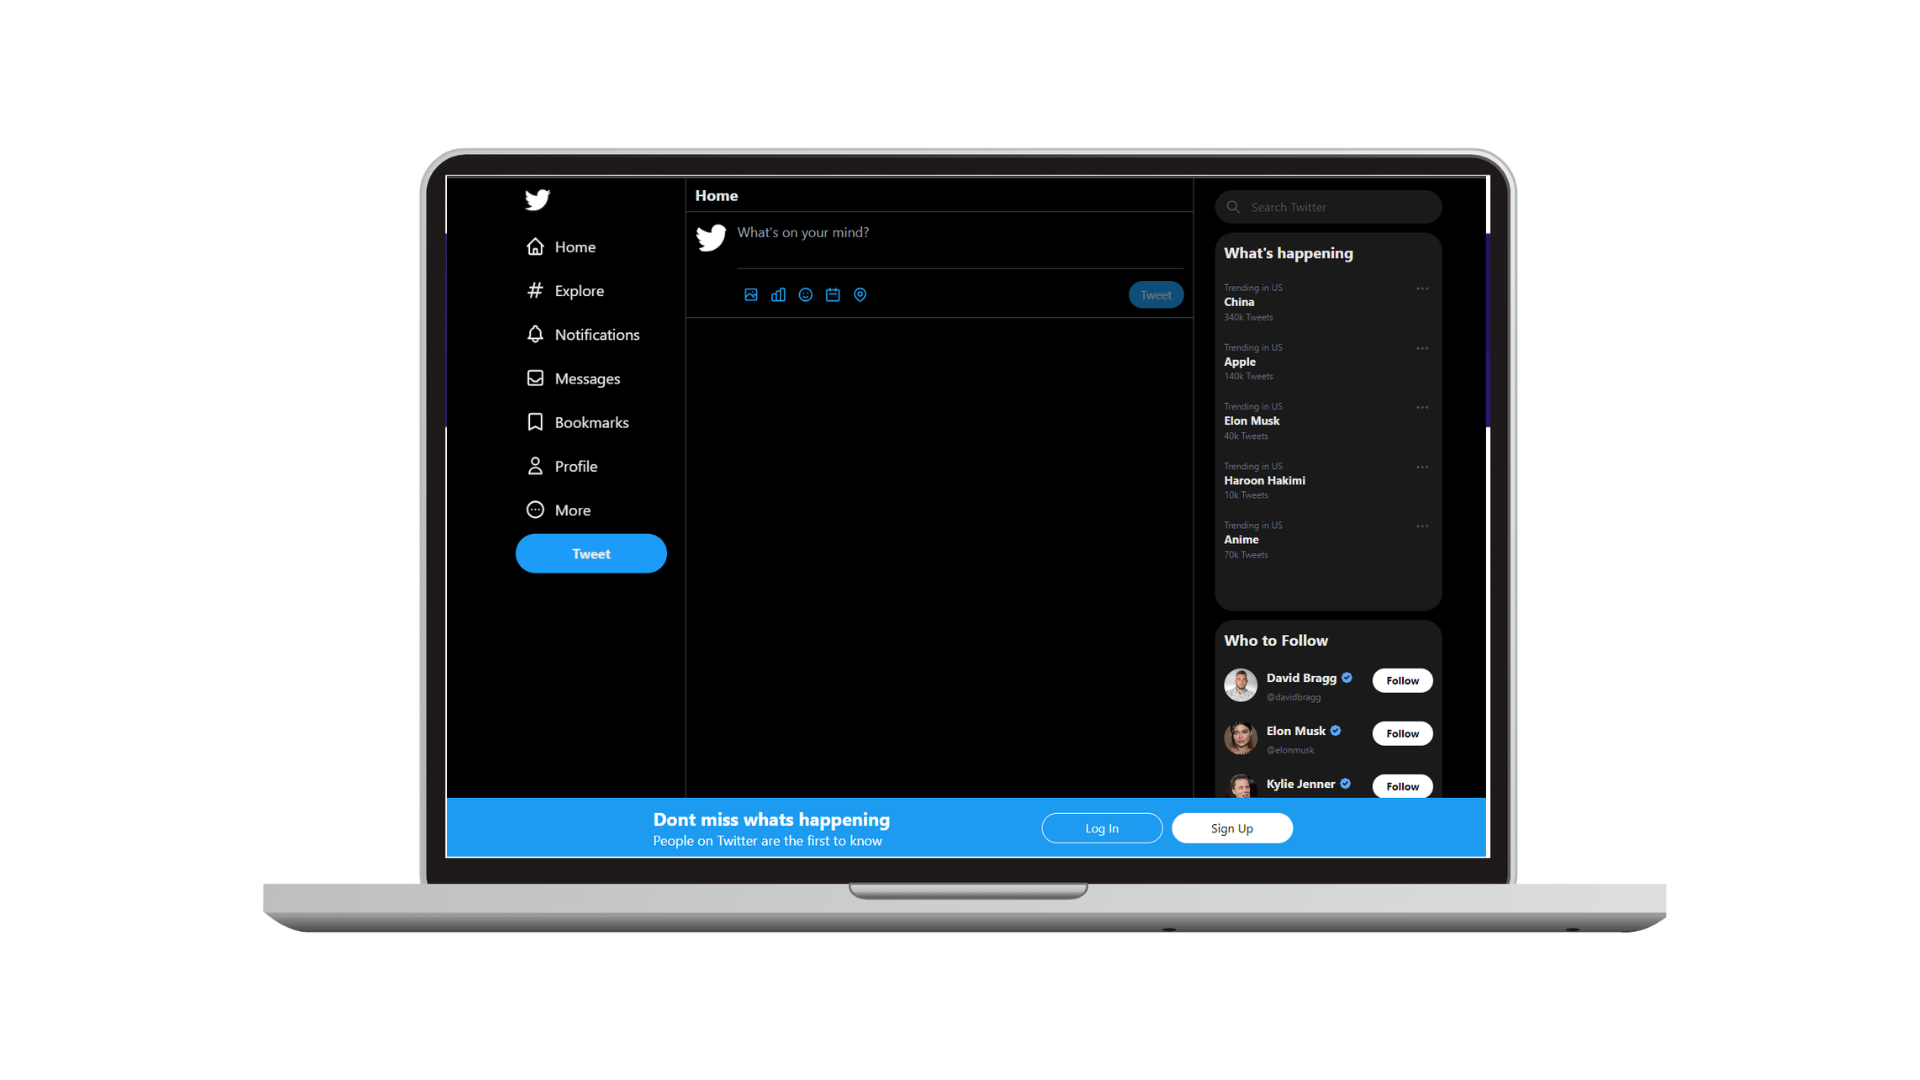 Home
Explore
Notifications
Messages
Bookmarks
Profile
More
Tweet
Home
What's on your mind?
Tweet
Search Twitter
What's happening
Trending in US
China
340k Tweets
Trending in US
Apple
140k Tweets
Trending in US
Elon Musk
40k Tweets
Trending in US
Haroon Hakimi
10k Tweets
Trending in US
Anime
70k Tweets
Who to Follow
David Bragg
@davidbragg
Follow
Elon Musk
@elonmusk
Follow
Kylie Jenner
Follow
Dont miss whats happening
People on Twitter are the first to know
Log In
Sign Up